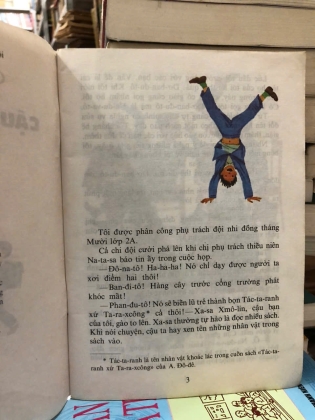 Tôi được phân công phụ trách đội nhi đồng tháng
Mười lớp 2A.
Cả chi đội cười phá lên khi chị phụ trách thiếu niên
Na-ta-sa báo tin ấy trong cuộc họp.
— Đô-na-tô! Ha-ha-ha! Nó chỉ dạy được người ta
xơi điểm hai thôi!
— Ban-đi-tô! Hàng cây trước cổng trường phát
khóc mất!
— Phan-đu-tô! Nó sẽ biến lũ trẻ thành bọn Tác-ta-ranh
xứ Ta-ra-xcông* cả thôi! — Xa-sa Xmô-lin, cậu bạn
của tôi, gào to lên. Xa-sa thường tự hào là đọc nhiều sách.
Khi nói chuyện, cậu ta hay xen tên những nhân vật trong
sách vào.
* Tác-ta-ranh là tên nhân vật khoác lác trong cuốn sách «Tác-ta-ranh
xứ Ta-ra-xcông» của A. Đô-đê.
3
cậu